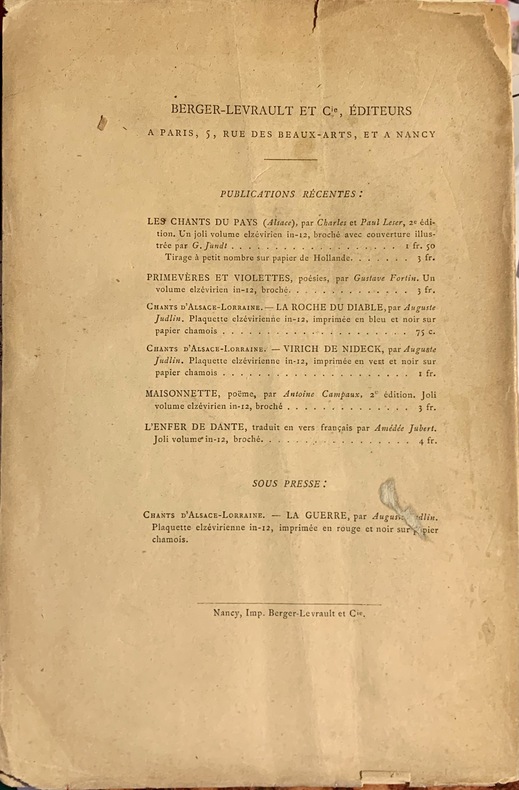 BERGER-LEVRAULT ET Cie, ÉDITEURS
A PARIS, 5, RUE DES BEAUX-ARTS, ET A NANCY
PUBLICATIONS RÉCENTES :
LES CHANTS DU PAYS (Alsace), par Charles et Paul Leser, 2e édi-
tion. Un joli volume elzévirien in-12, broché avec couverture illus-
trée par G. Jundt . . . . . . . . . . . . . . . . . 1 fr. 50
Tirage à petit nombre sur papier de Hollande. . . . . . . 3 fr.
PRIMEVÈRES ET VIOLETTES, poésies, par Gustave Fortin. Un
volume elzévirien in-12, broché. . . . . . . . . . . . . 3 fr.
CHANTS D'ALSACE-LORRAINE. — LA ROCHE DU DIABLE, par Auguste
Judlin. Plaquette elzévirienne in-12, imprimée en bleu et noir sur
papier chamois . . . . . . . . . . . . . . . . . . . 75 c.
CHANTS D'ALSACE-LORRAINE. — VIRICH DE NIDECK, par Auguste
Judlin. Plaquette elzévirienne in-12, imprimée en vert et noir sur
papier chamois . . . . . . . . . . . . . . . . . . . 1 fr.
MAISONNETTE, poëme, par Antoine Campaux, 2e édition. Joli
volume elzévirien in-12, broché . . . . . . . . . . . . . 3 fr.
L'ENFER DE DANTE, traduit en vers français par Amédée Jubert.
Joli volume in-12, broché. . . . . . . . . . . . . . . . 4 fr.
SOUS PRESSE :
CHANTS D'ALSACE-LORRAINE. — LA GUERRE, par
Plaquette elzévirienne in-12, imprimée en rouge et noir sur
chamois.
Nancy, Imp. Berger-Levrault et Cie.